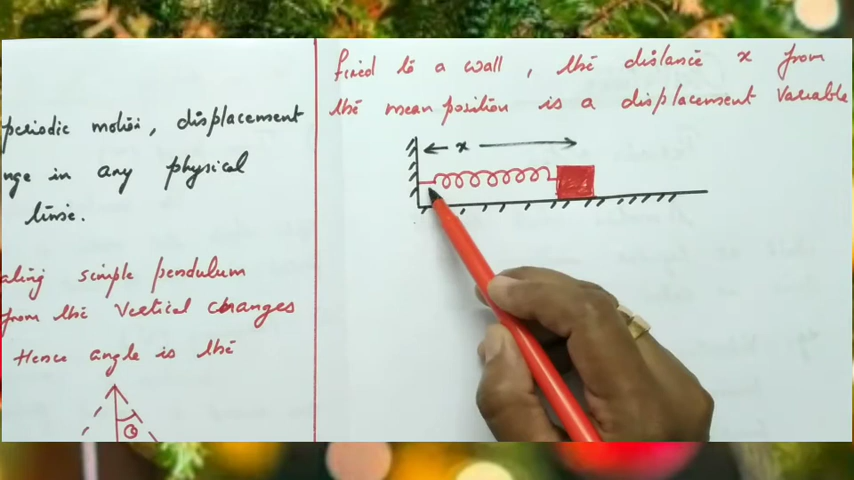 periodic motion, displacement
nge in any physical
time.
ating simple pendulum
from the vertical changes
Hence angle is the
θ
fixed to a wall, the distance x from
the mean position is a displacement variable
x